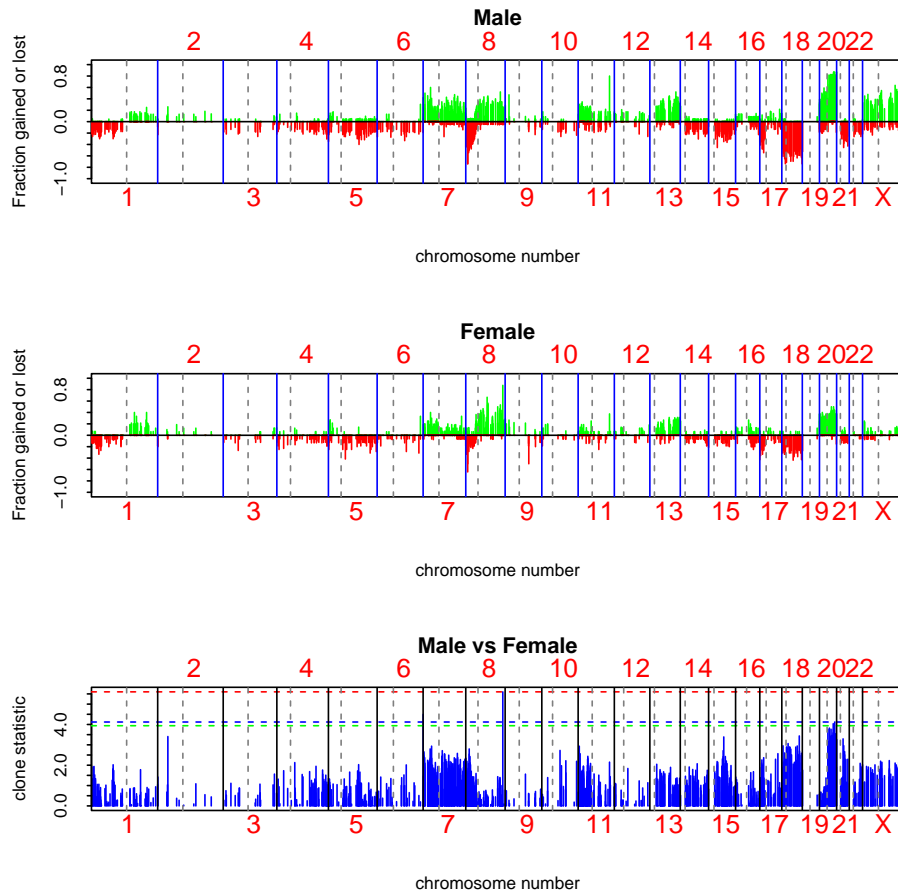 Male
2 4 6 8 10 12 14 16 18 20 22
Fraction gained or lost
0.8
0.0
−1.0
1 3 5 7 9 11 13 15 17 19 21 X
chromosome number
Female
2 4 6 8 10 12 14 16 18 20 22
Fraction gained or lost
0.8
0.0
−1.0
1 3 5 7 9 11 13 15 17 19 21 X
chromosome number
Male vs Female
2 4 6 8 10 12 14 16 18 20 22
clone statistic
4.0
2.0
0.0
1 3 5 7 9 11 13 15 17 19 21 X
chromosome number